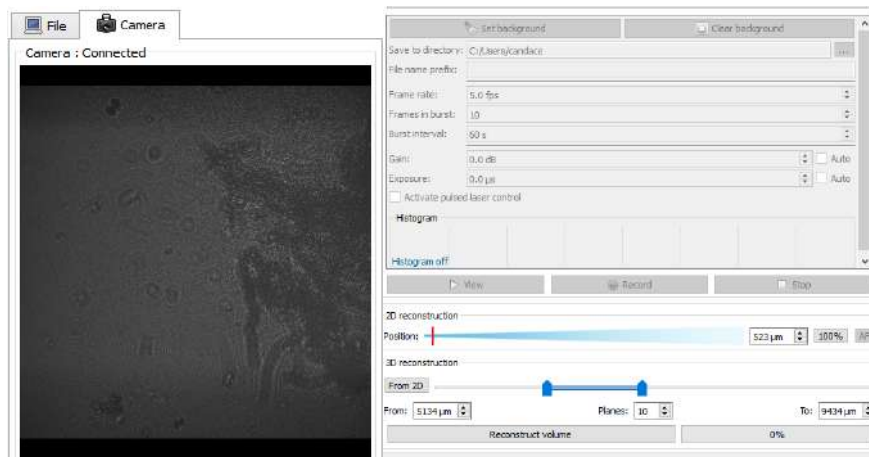 File Camera
Camera : Connected
Set background Clear background
Save to directory: C:/Users/candace ...
File name prefix:
Frame rate: 5.0 fps
Frames in burst: 10
Burst interval: 60 s
Gain: 0.0 dB Auto
Exposure: 0.0 µs Auto
Activate pulsed laser control
Histogram
Histogram off
View Record Stop
2D reconstruction
Position: 523 µm 100%
3D reconstruction
From 2D
From: 5134 µm Planes: 10 To: 9434 µm
Reconstruct volume 0%